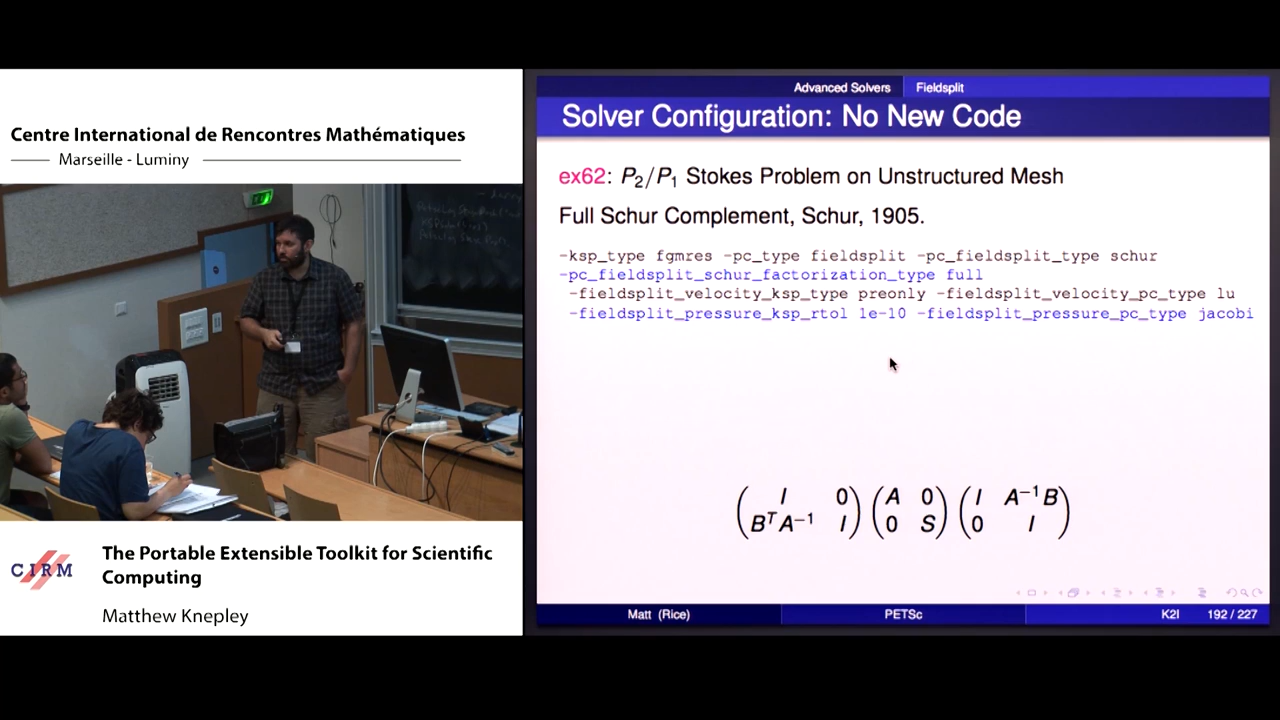 Centre International de Rencontres Mathématiques
Marseille - Luminy
CIRM
The Portable Extensible Toolkit for Scientific
Computing
Matthew Knepley
Advanced Solvers Fieldsplit
Solver Configuration: No New Code
ex62: P₂/P₁ Stokes Problem on Unstructured Mesh
Full Schur Complement, Schur, 1905.
-ksp_type fgmres -pc_type fieldsplit -pc_fieldsplit_type schur
-pc_fieldsplit_schur_factorization_type full
-fieldsplit_velocity_ksp_type preonly -fieldsplit_velocity_pc_type lu
-fieldsplit_pressure_ksp_rtol 1e-10 -fieldsplit_pressure_pc_type jacobi
( I 0 ) ( A 0 ) ( I A⁻¹B )
( BᵀA⁻¹ I ) ( 0 S ) ( 0 I )
Matt (Rice) PETSc K2I 192 / 227